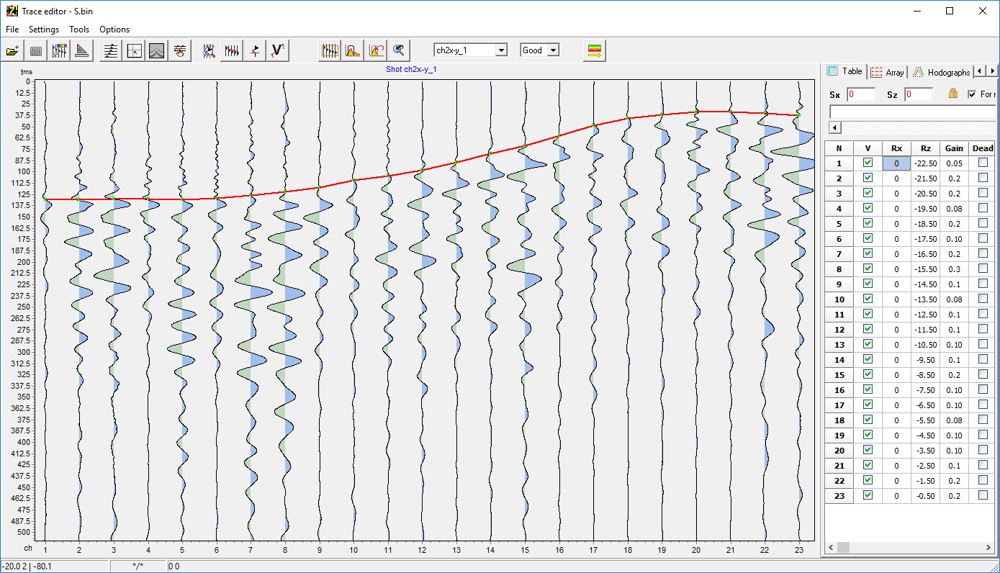 Trace editor - S.bin
File Settings Tools Options
ch2x-y_1 Good
Shot ch2x-y_1
tms
0
12.5
25
37.5
50
62.5
75
87.5
100
112.5
125
137.5
150
162.5
175
187.5
200
212.5
225
237.5
250
262.5
275
287.5
300
312.5
325
337.5
350
362.5
375
387.5
400
412.5
425
437.5
450
462.5
475
487.5
500
ch 1 2 3 4 5 6 7 8 9 10 11 12 13 14 15 16 17 18 19 20 21 22 23
Table Array Hodographs
Sx 0 Sz 0 For
N V Rx Rz Gain Dead
1 0 -22.50 0.05
2 0 -21.50 0.2
3 0 -20.50 0.2
4 0 -19.50 0.08
5 0 -18.50 0.2
6 0 -17.50 0.10
7 0 -16.50 0.2
8 0 -15.50 0.3
9 0 -14.50 0.1
10 0 -13.50 0.08
11 0 -12.50 0.1
12 0 -11.50 0.1
13 0 -10.50 0.10
14 0 -9.50 0.1
15 0 -8.50 0.2
16 0 -7.50 0.10
17 0 -6.50 0.10
18 0 -5.50 0.08
19 0 -4.50 0.10
20 0 -3.50 0.10
21 0 -2.50 0.1
22 0 -1.50 0.2
23 0 -0.50 0.2
-20.0 2 | -80.1 */* 0 0